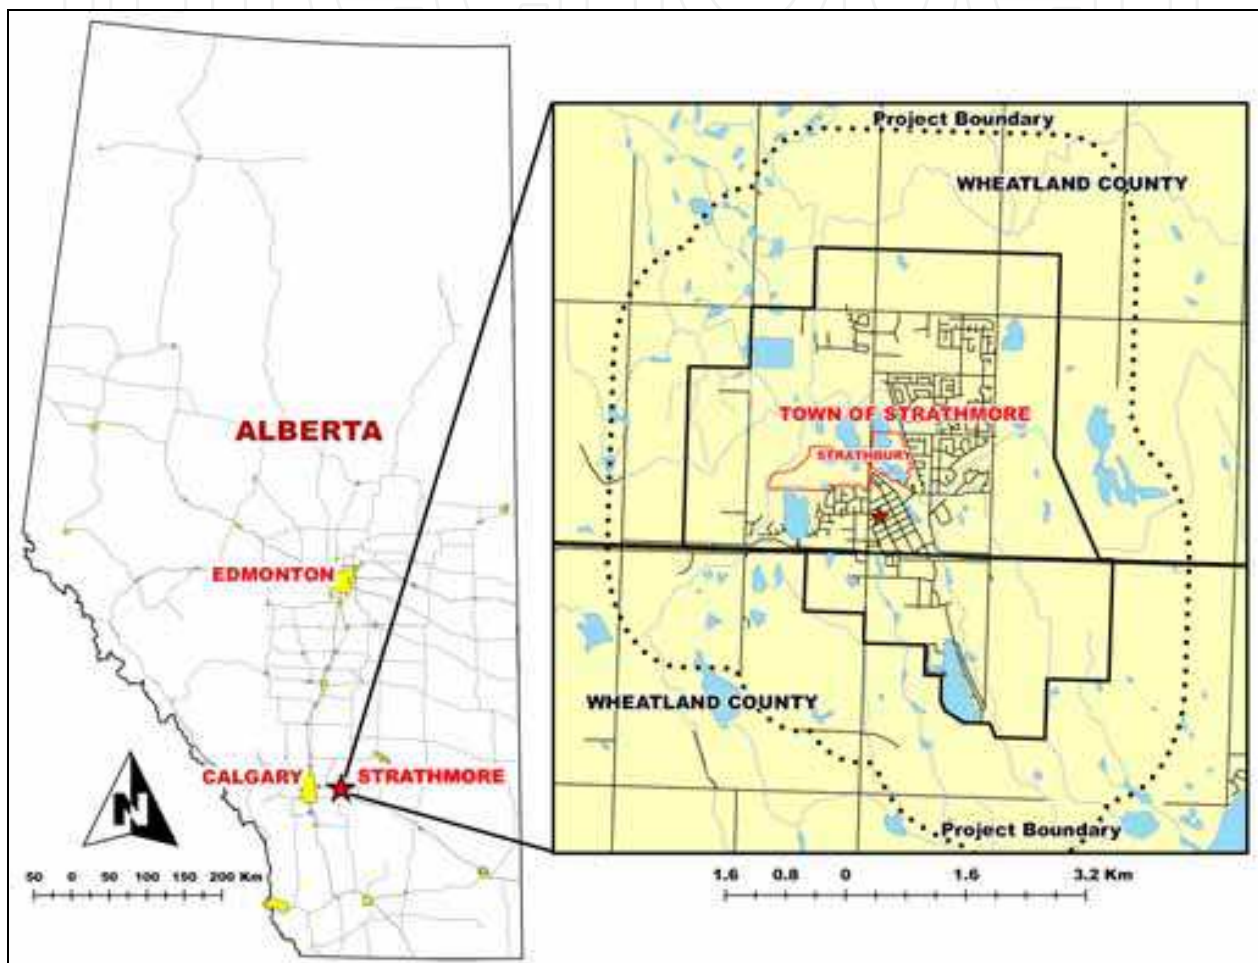 Project Boundary
WHEATLAND COUNTY
ALBERTA
TOWN OF STRATHMORE
STRATHBURY
EDMONTON
WHEATLAND COUNTY
CALGARY
STRATHMORE
N
Project Boundary
50 0 50 100 150 200 Km
1.6 0.8 0 1.6 3.2 Km